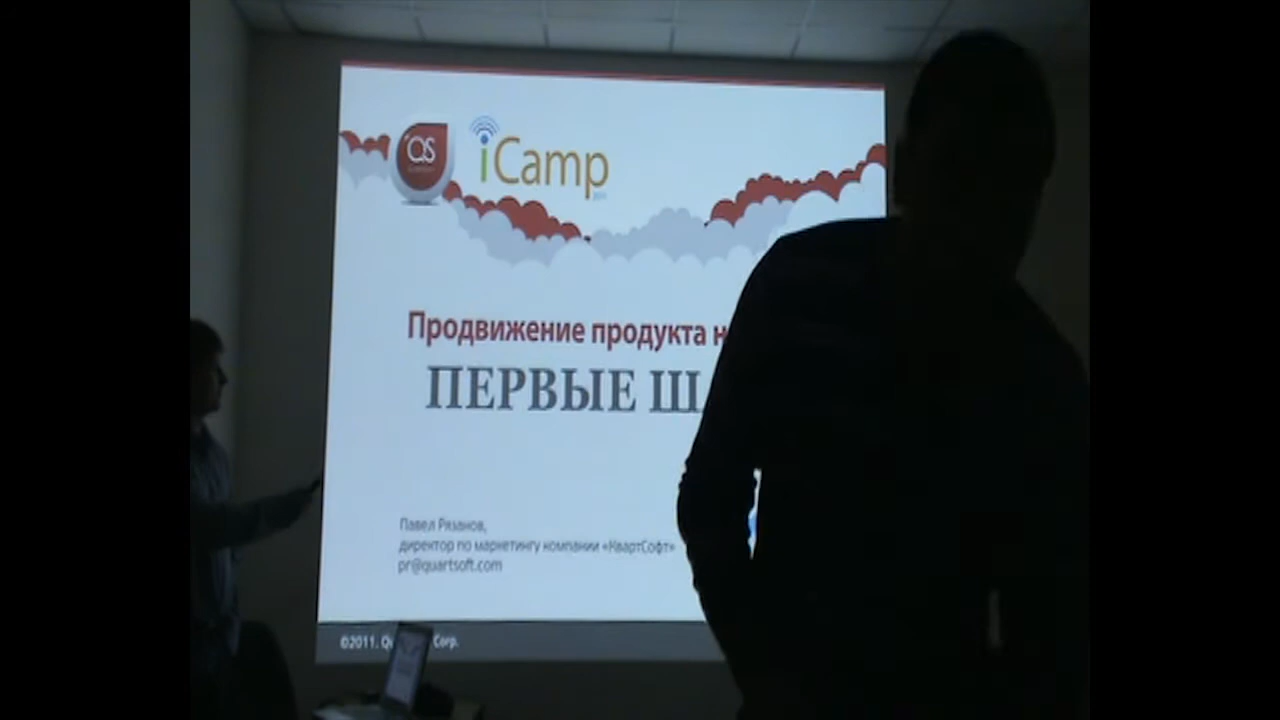 QS
iCamp
Продвижение продукта н
ПЕРВЫЕ Ш
Павел Рязанов,
директор по маркетингу компании «КвартСофт»
pr@quartsoft.com
©2011. Corp.